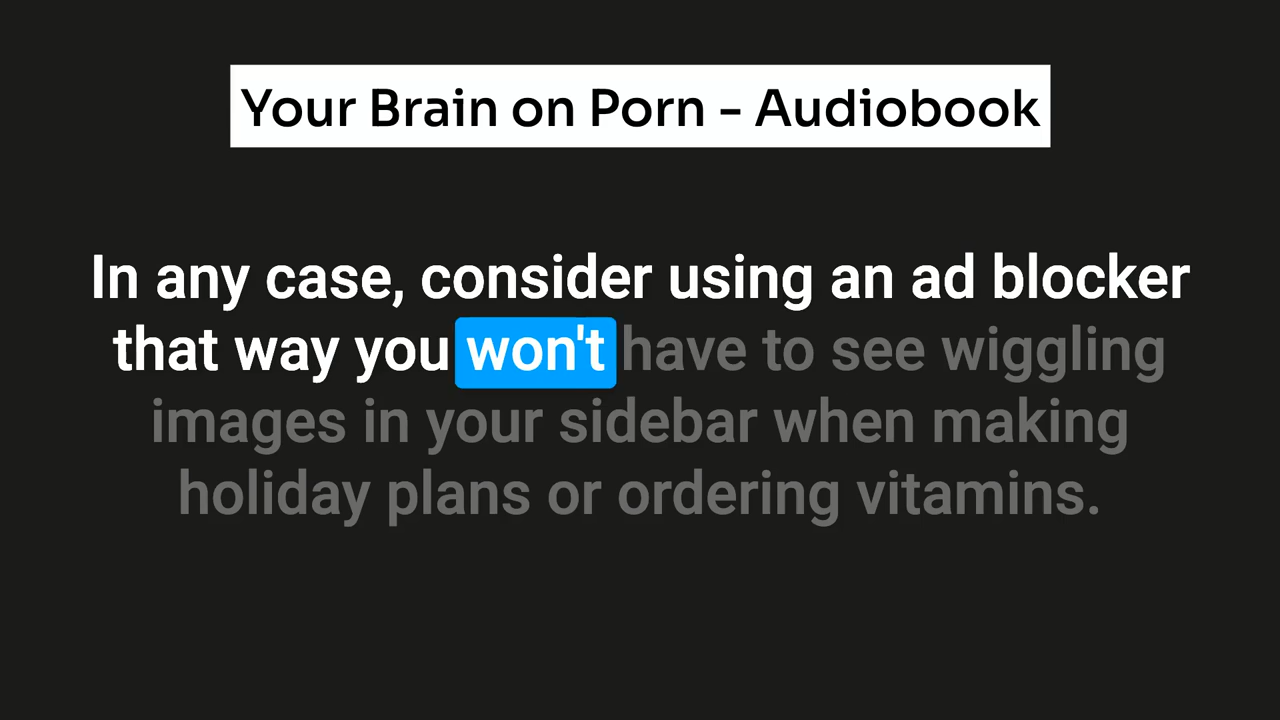 Your Brain on Porn - Audiobook
In any case, consider using an ad blocker
that way you won't have to see wiggling
images in your sidebar when making
holiday plans or ordering vitamins.